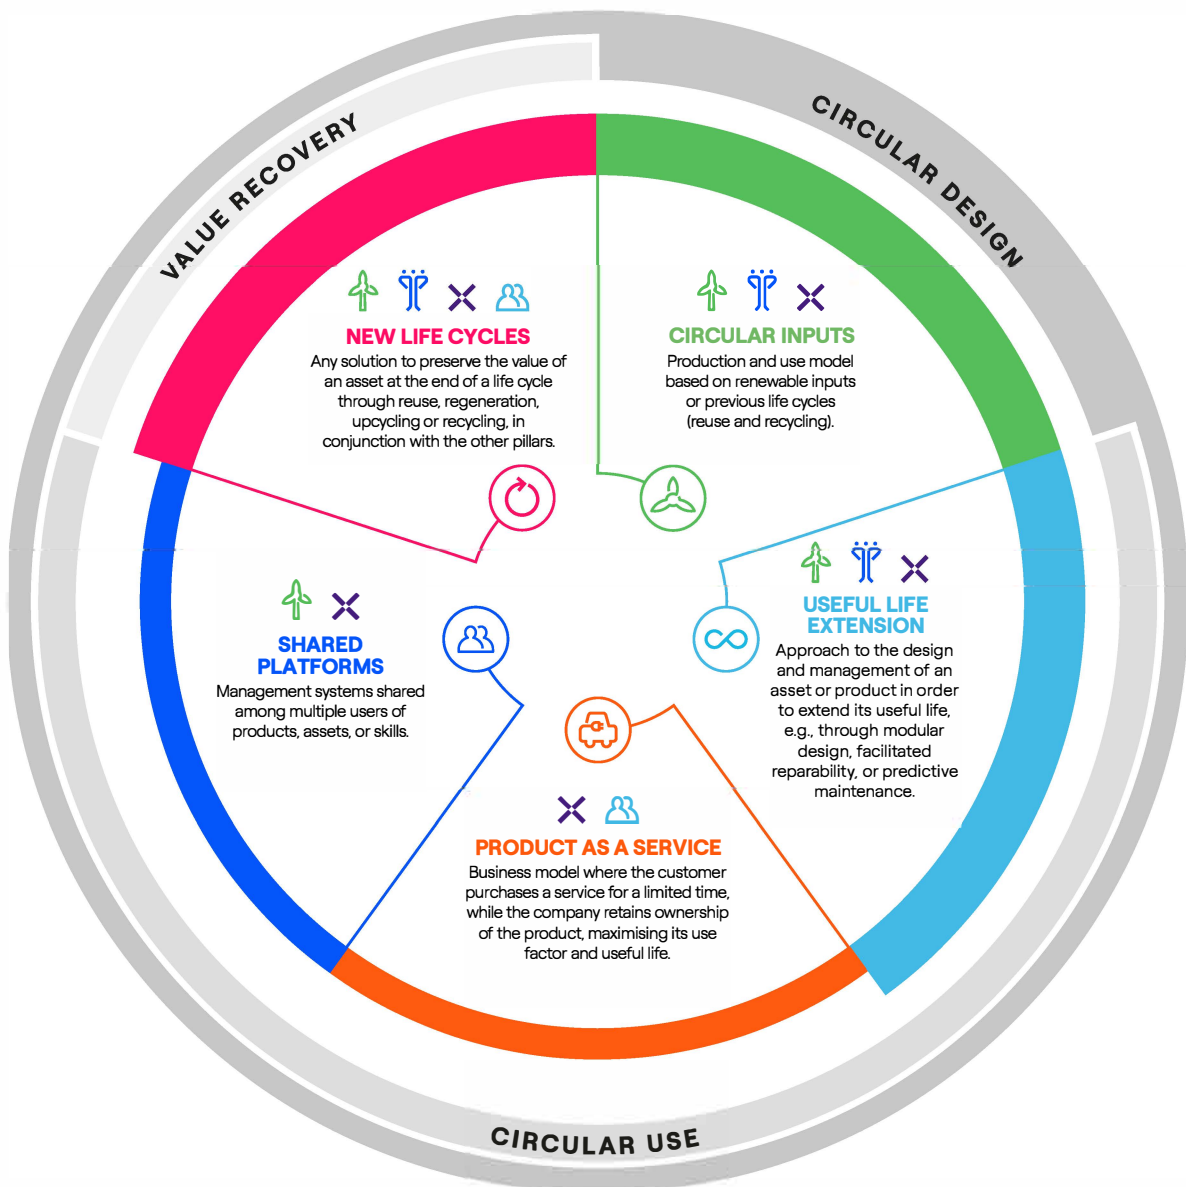 VALUE RECOVERY
CIRCULAR DESIGN
NEW LIFE CYCLES
Any solution to preserve the value of
an asset at the end of a life cycle
through reuse, regeneration,
upcycling or recycling, in
conjunction with the other pillars.
CIRCULAR INPUTS
Production and use model
based on renewable inputs
or previous life cycles
(reuse and recycling).
USEFUL LIFE
EXTENSION
Approach to the design
and management of an
asset or product in order
to extend its useful life,
e.g., through modular
design, facilitated
reparability, or predictive
maintenance.
SHARED
PLATFORMS
Management systems shared
among multiple users of
products, assets, or skills.
PRODUCT AS A SERVICE
Business model where the customer
purchases a service for a limited time,
while the company retains ownership
of the product, maximising its use
factor and useful life.
CIRCULAR USE